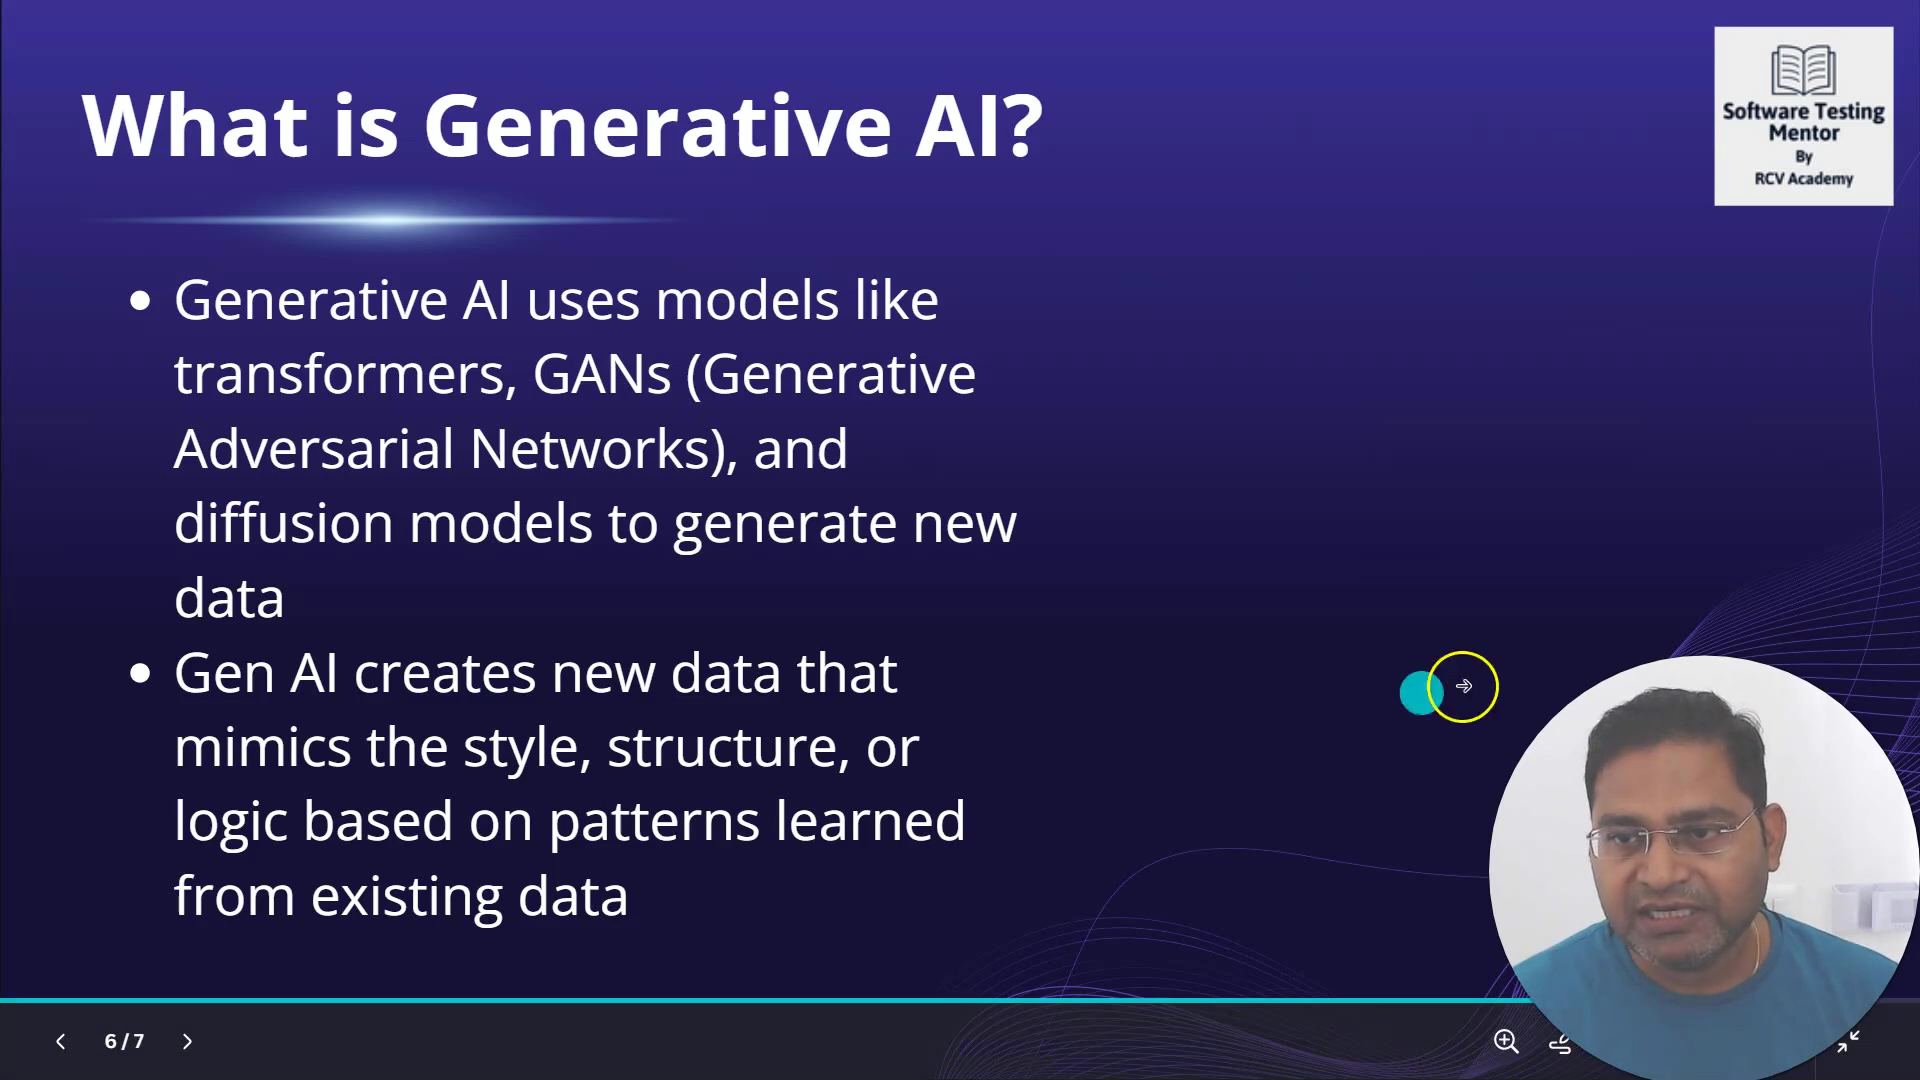 What is Generative AI?
Software Testing
Mentor
By
RCV Academy
• Generative AI uses models like
transformers, GANs (Generative
Adversarial Networks), and
diffusion models to generate new
data
• Gen AI creates new data that
mimics the style, structure, or
logic based on patterns learned
from existing data
6 / 7